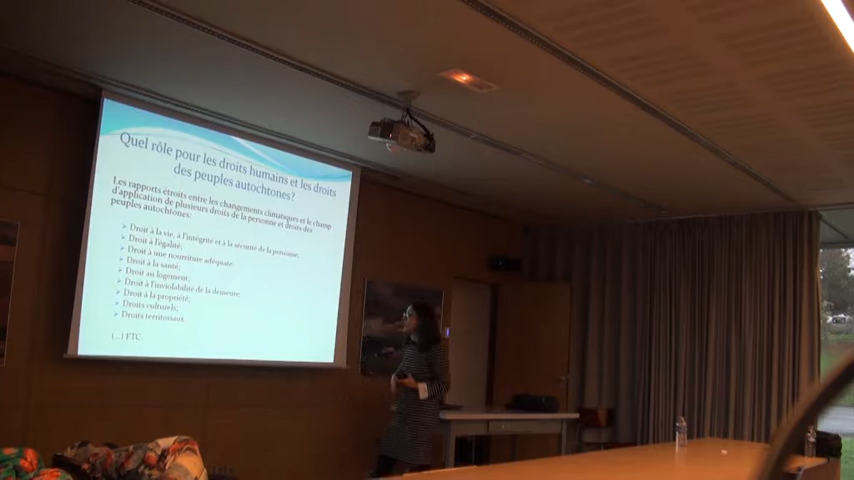 Quel rôle pour les droits humains et les droits
des peuples autochtones?
Les rapports étroits entre les changements climatiques et le champ
d'application de plusieurs droits de la personne et droits des
peuples autochtones:
Droit à la vie, à l'intégrité et à la sécurité de la personne;
Droit à l'égalité;
Droit à une nourriture adéquate;
Droit à la santé;
Droit au logement;
Droit à l'inviolabilité de la demeure;
Droit à la propriété;
Droits culturels;
Droits territoriaux.
(...) ETC